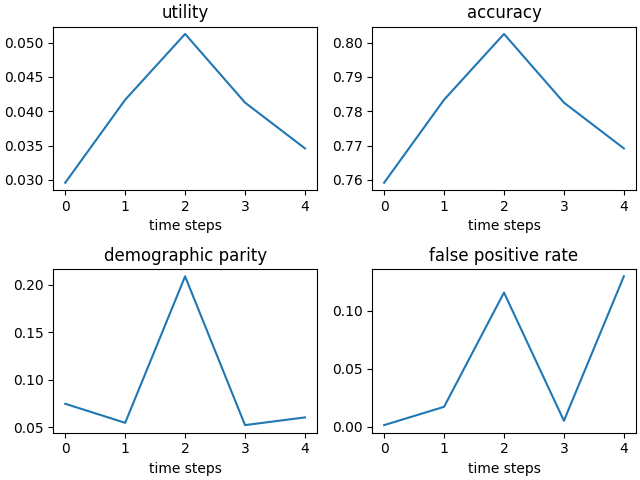 utility
0.050
0.045
0.040
0.035
0.030
0 1 2 3 4
time steps
accuracy
0.80
0.79
0.78
0.77
0.76
0 1 2 3 4
time steps
demographic parity
0.20
0.15
0.10
0.05
0 1 2 3 4
time steps
false positive rate
0.10
0.05
0.00
0 1 2 3 4
time steps